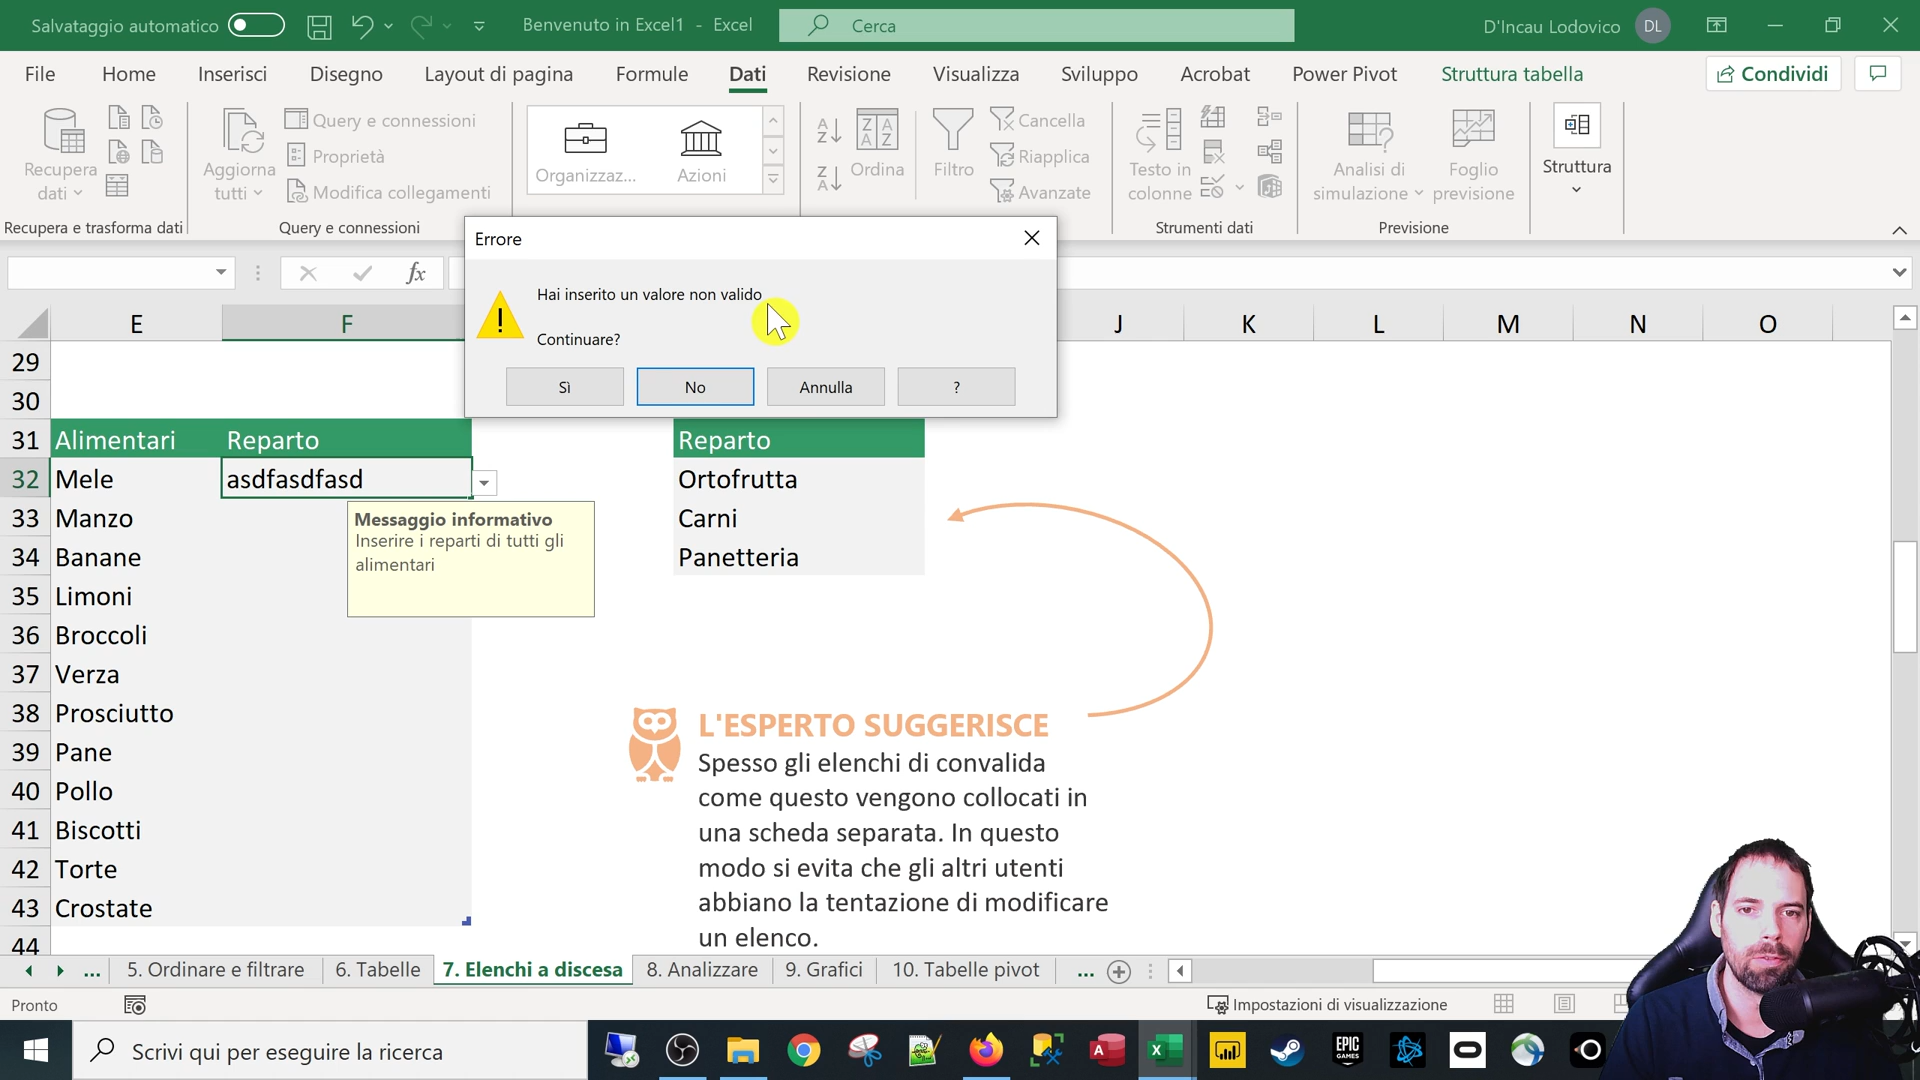 Salvataggio automatico
Benvenuto in Excel1 - Excel
Cerca
D'Incau Lodovico
DL
File
Home
Inserisci
Disegno
Layout di pagina
Formule
Dati
Revisione
Visualizza
Sviluppo
Acrobat
Power Pivot
Struttura tabella
Condividi
Recupera
dati
Aggiorna
tutti
Query e connessioni
Proprietà
Modifica collegamenti
Organizzaz...
Azioni
Ordina
Filtro
Cancella
Riapplica
Avanzate
Testo in
colonne
Analisi di
simulazione
Foglio
previsione
Struttura
Recupera e trasforma dati
Query e connessioni
Strumenti dati
Previsione
Errore
Hai inserito un valore non valido
Continuare?
Sì
No
Annulla
?
fx
E F J K L M N O
29
30
31 Alimentari Reparto Reparto
32 Mele asdfasdfasd Ortofrutta
33 Manzo Carni
34 Banane Panetteria
35 Limoni
36 Broccoli
37 Verza
38 Prosciutto
39 Pane
40 Pollo
41 Biscotti
42 Torte
43 Crostate
44
Messaggio informativo
Inserire i reparti di tutti gli
alimentari
L'ESPERTO SUGGERISCE
Spesso gli elenchi di convalida
come questo vengono collocati in
una scheda separata. In questo
modo si evita che gli altri utenti
abbiano la tentazione di modificare
un elenco.
... 5. Ordinare e filtrare 6. Tabelle 7. Elenchi a discesa 8. Analizzare 9. Grafici 10. Tabelle pivot ...
Pronto
Impostazioni di visualizzazione
Scrivi qui per eseguire la ricerca
EPIC
GAMES